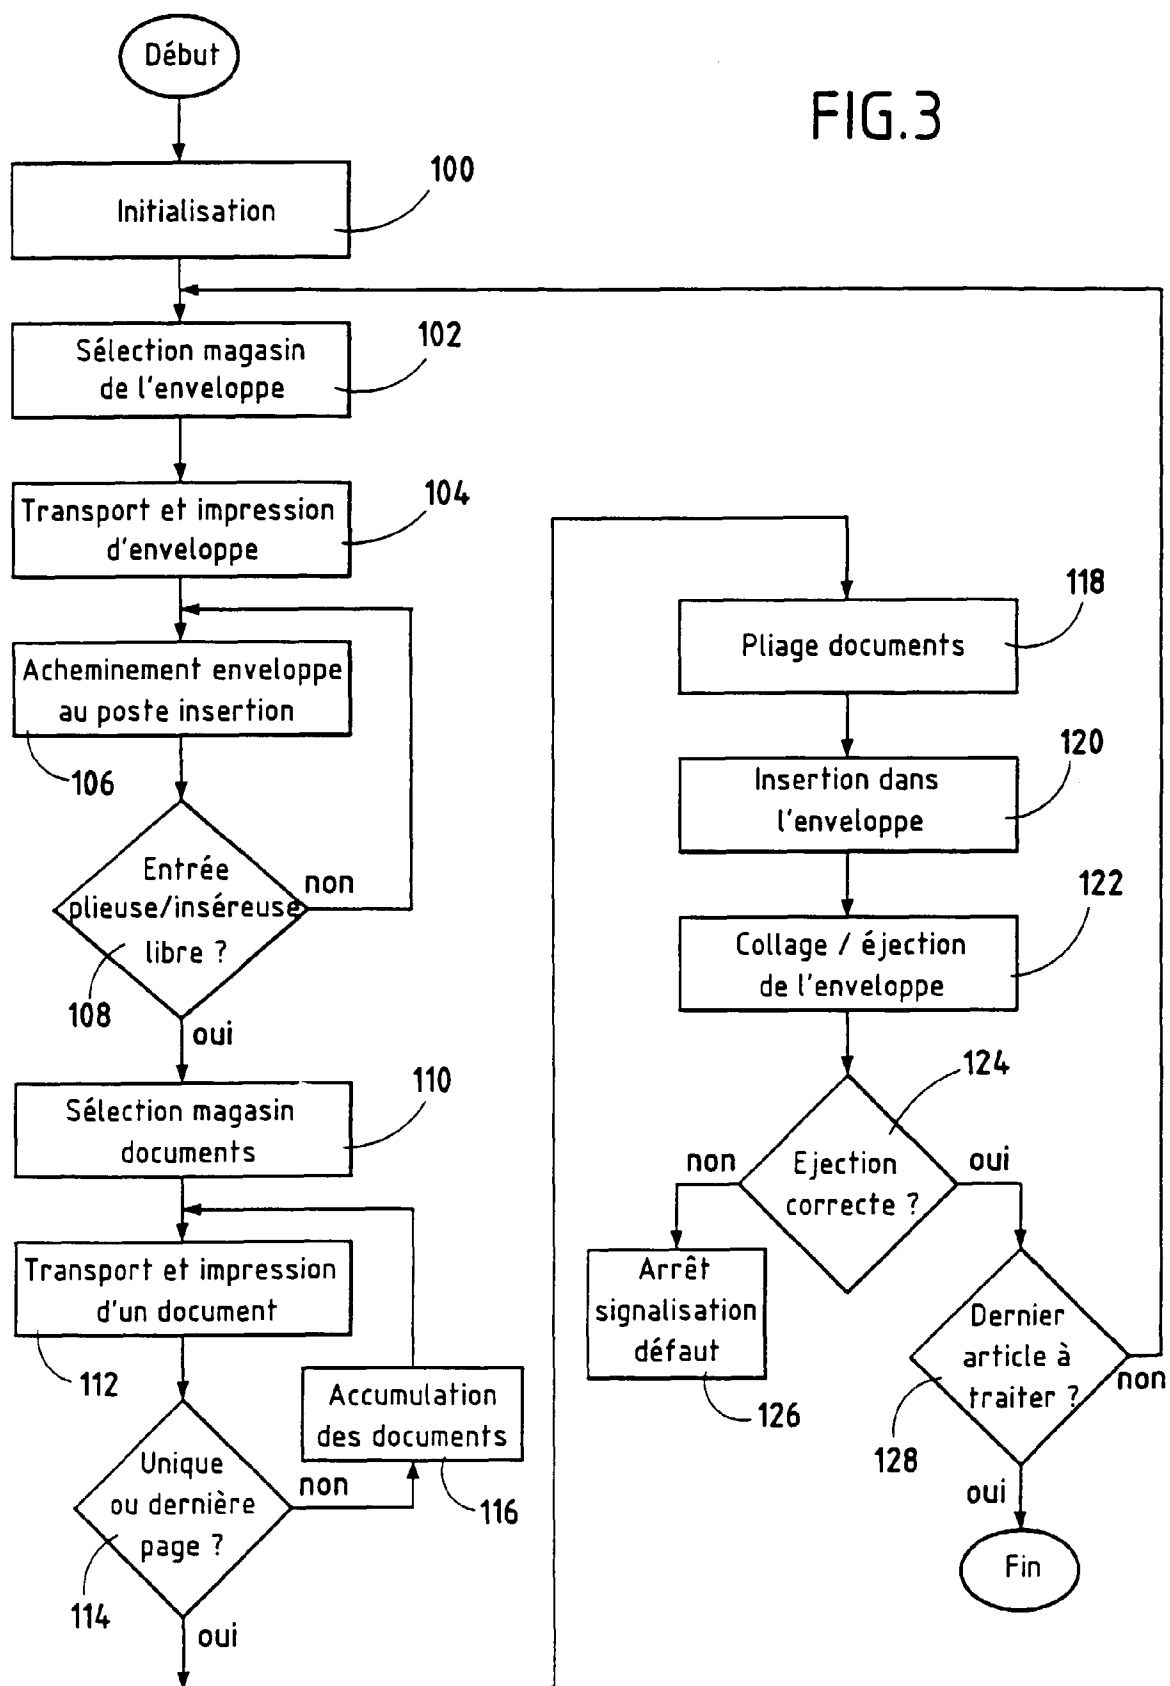 Début
FIG.3
100
Initialisation
102
Sélection magasin
de l'enveloppe
104
Transport et impression
d'enveloppe
Acheminement enveloppe
au poste insertion
106
Entrée
plieuse/inséreuse
libre ?
non
108
oui
110
Sélection magasin
documents
Transport et impression
d'un document
112
Accumulation
des documents
116
Unique
ou dernière
page ?
non
114
oui
118
Pliage documents
120
Insertion dans
l'enveloppe
122
Collage / éjection
de l'enveloppe
124
Ejection
correcte ?
non
oui
Arrêt
signalisation
défaut
126
Dernier
article à
traiter ?
non
128
oui
Fin